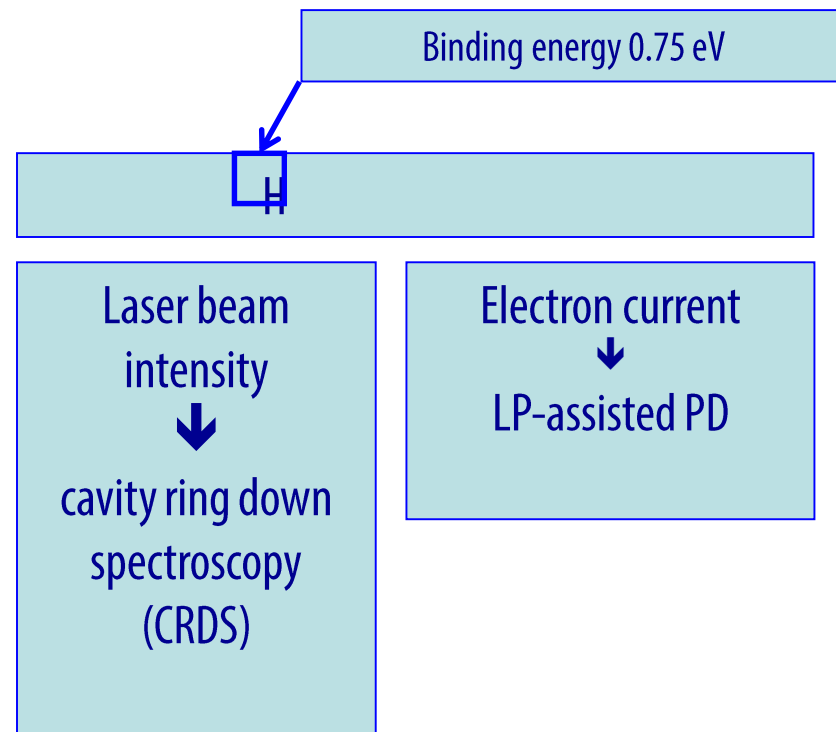 Binding energy 0.75 eV
H
Laser beam
intensity
🡻
cavity ring down
spectroscopy
(CRDS)
Electron current
🡻
LP-assisted PD